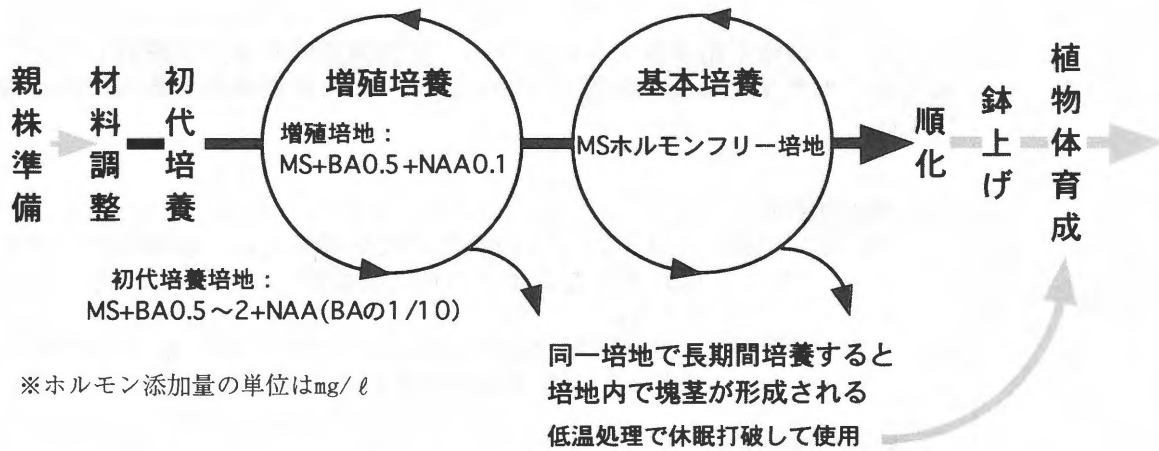 親株準備
材料調整
初代培養
増殖培養
増殖培地：
MS+BA0.5+NAA0.1
基本培養
MSホルモンフリー培地
順化
鉢上げ
植物体育成
初代培養培地：
MS+BA0.5～2+NAA(BAの1/10)
※ホルモン添加量の単位はmg/ℓ
同一培地で長期間培養すると
培地内で塊茎が形成される
低温処理で休眠打破して使用